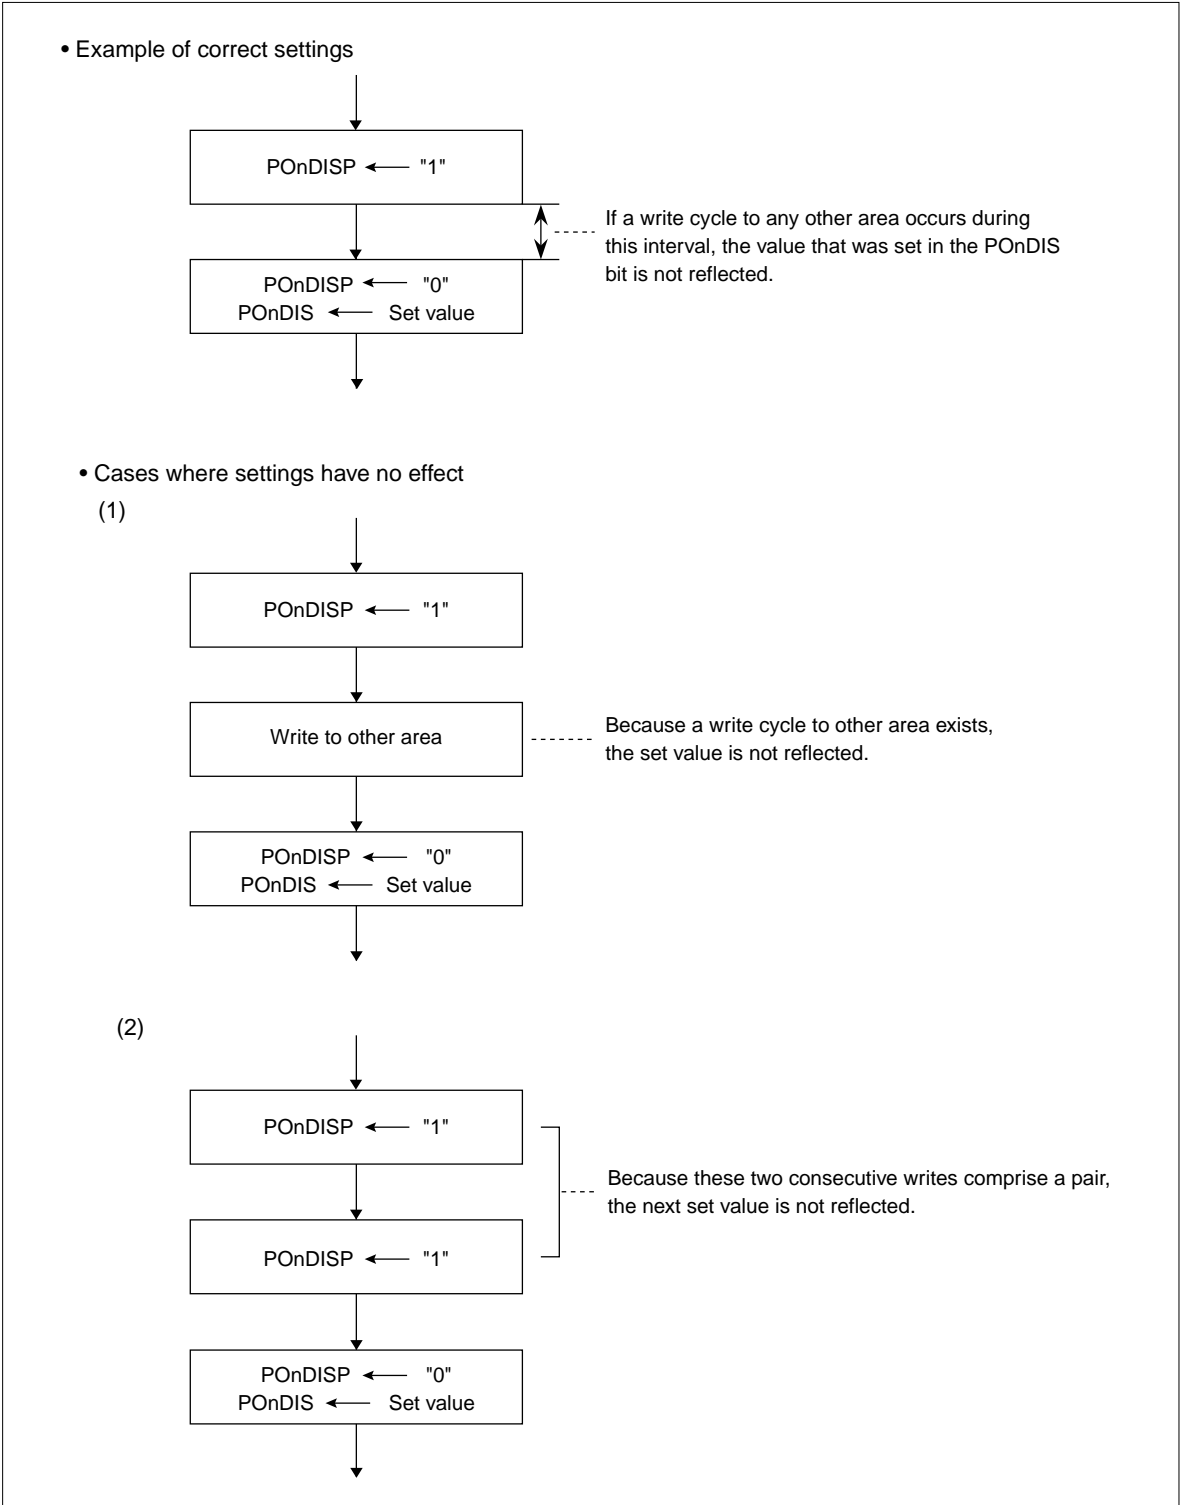 • Example of correct settings
POnDISP ← "1"
If a write cycle to any other area occurs during
this interval, the value that was set in the POnDIS
bit is not reflected.
POnDISP ← "0"
POnDIS ← Set value
• Cases where settings have no effect
(1)
POnDISP ← "1"
Write to other area
Because a write cycle to other area exists,
the set value is not reflected.
POnDISP ← "0"
POnDIS ← Set value
(2)
POnDISP ← "1"
Because these two consecutive writes comprise a pair,
the next set value is not reflected.
POnDISP ← "1"
POnDISP ← "0"
POnDIS ← Set value